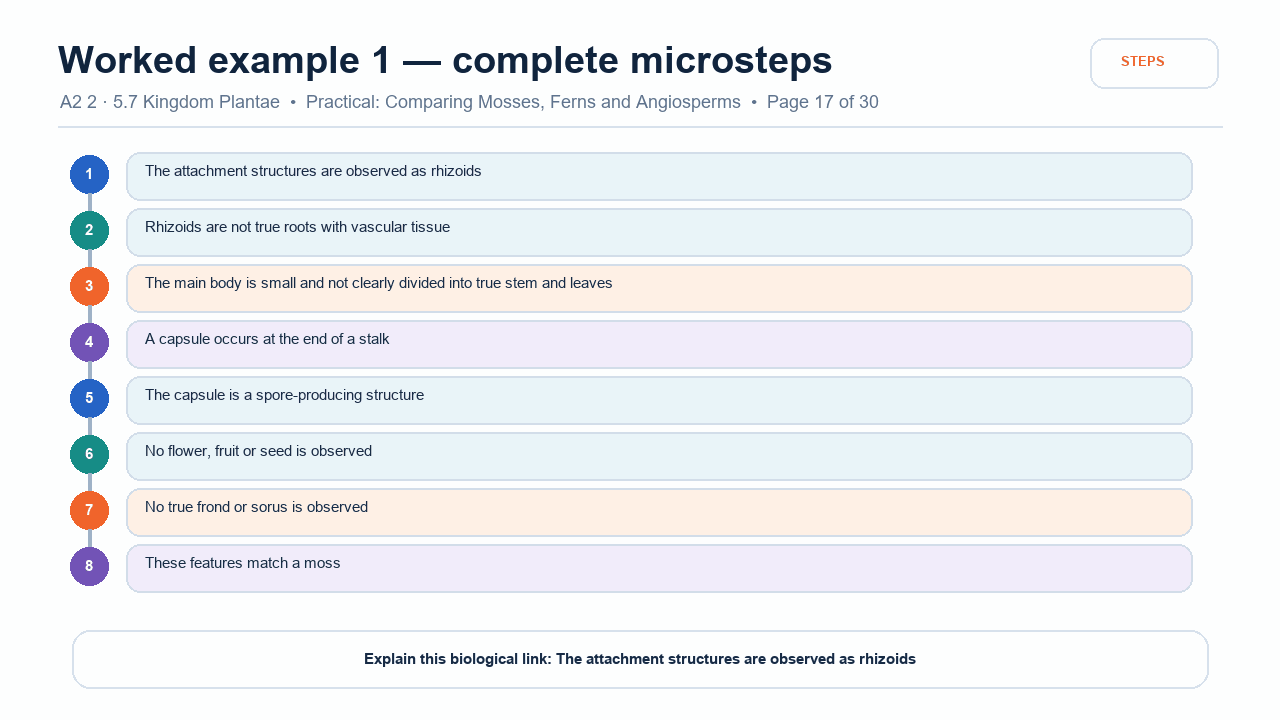 Worked example 1 — complete microsteps
STEPS
A2 2 · 5.7 Kingdom Plantae • Practical: Comparing Mosses, Ferns and Angiosperms • Page 17 of 30
1 The attachment structures are observed as rhizoids
2 Rhizoids are not true roots with vascular tissue
3 The main body is small and not clearly divided into true stem and leaves
4 A capsule occurs at the end of a stalk
5 The capsule is a spore-producing structure
6 No flower, fruit or seed is observed
7 No true frond or sorus is observed
8 These features match a moss
Explain this biological link: The attachment structures are observed as rhizoids